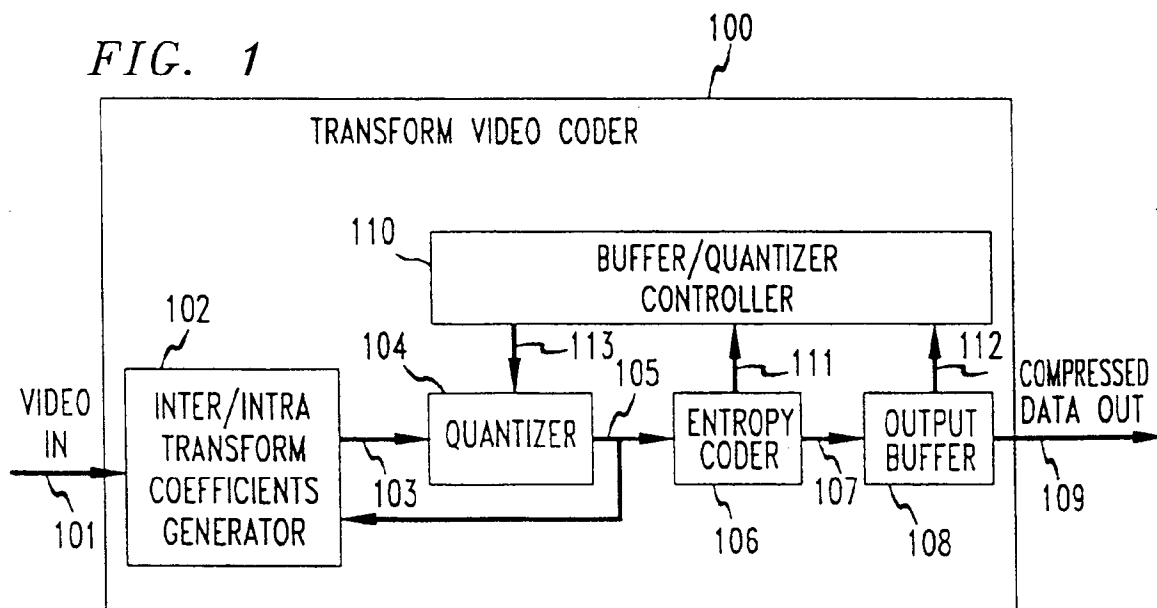 FIG. 1
100
TRANSFORM VIDEO CODER
110
BUFFER/QUANTIZER
CONTROLLER
102
104
113
105
111
112
COMPRESSED
DATA OUT
VIDEO
IN
INTER/INTRA
TRANSFORM
COEFFICIENTS
GENERATOR
QUANTIZER
ENTROPY
CODER
OUTPUT
BUFFER
101
103
106
107
108
109